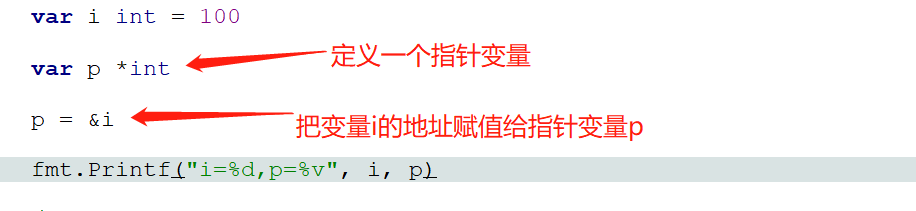 var i int = 100
定义一个指针变量
var p *int
p = &i
把变量i的地址赋值给指针变量p
fmt.Printf("i=%d,p=%v", i, p)